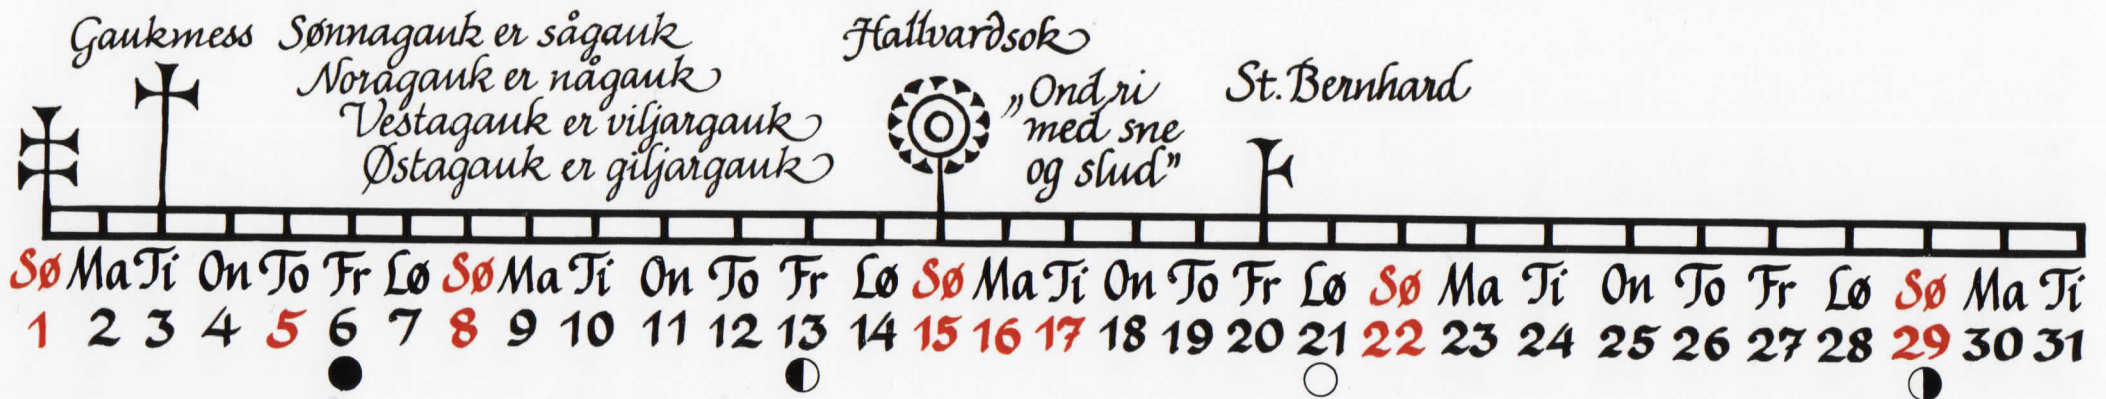 Gaukmess
Sønnagauk er sågauk
Noragauk er någauk
Vestagauk er viljargauk
Østagauk er giljargauk
Hallvardsok
„Ond ri
med sne
og slud”
St. Bernhard
Sø Ma Ti On To Fr Lø Sø Ma Ti On To Fr Lø Sø Ma Ti On To Fr Lø Sø Ma Ti On To Fr Lø Sø Ma Ti
1 2 3 4 5 6 7 8 9 10 11 12 13 14 15 16 17 18 19 20 21 22 23 24 25 26 27 28 29 30 31